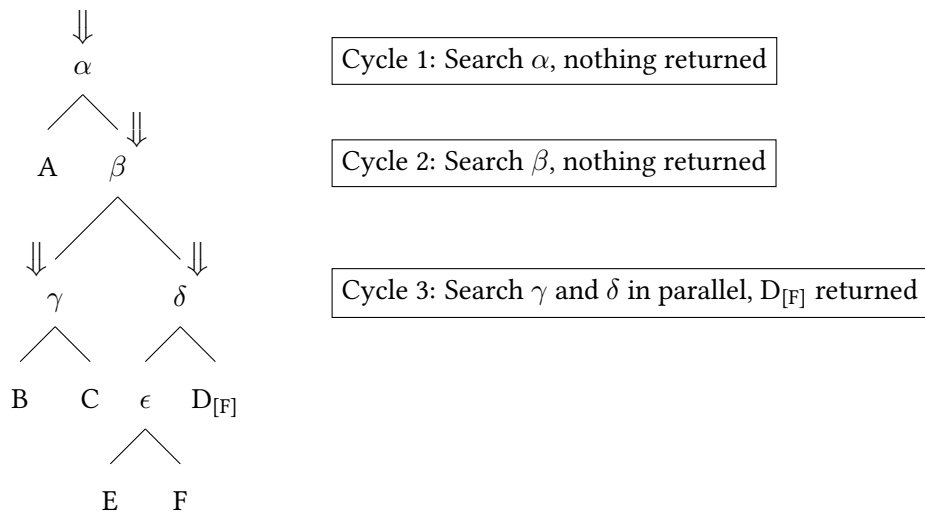 ⇓
α
Cycle 1: Search α, nothing returned
⇓
A β
Cycle 2: Search β, nothing returned
⇓ ⇓
γ δ
Cycle 3: Search γ and δ in parallel, D[F] returned
B C ϵ D[F]
E F